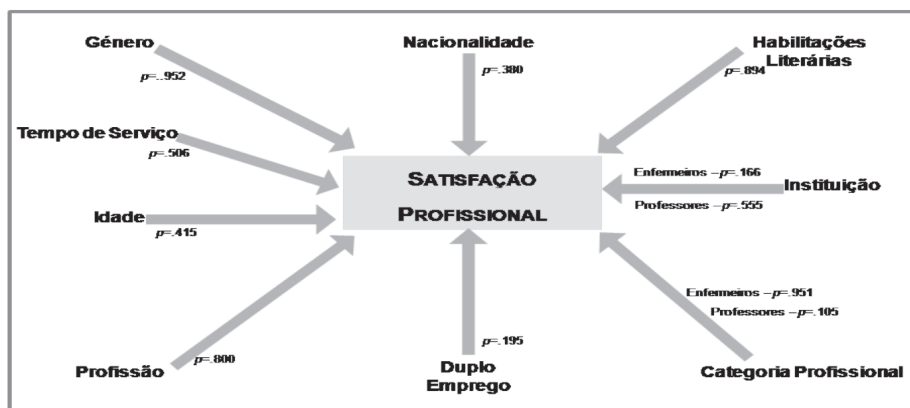 Género
p=..952
Nacionalidade
p=.380
Habilitações
Literárias
p=.894
Tempo de Serviço
p=.506
SATISFAÇÃO
PROFISSIONAL
Enfermeiros –p=.166
Instituição
Professores –p=.555
Idade
p=.415
Enfermeiros –p=.951
Professores –p=.105
p=.800
Profissão
p=.195
Duplo
Emprego
Categoria Profissional